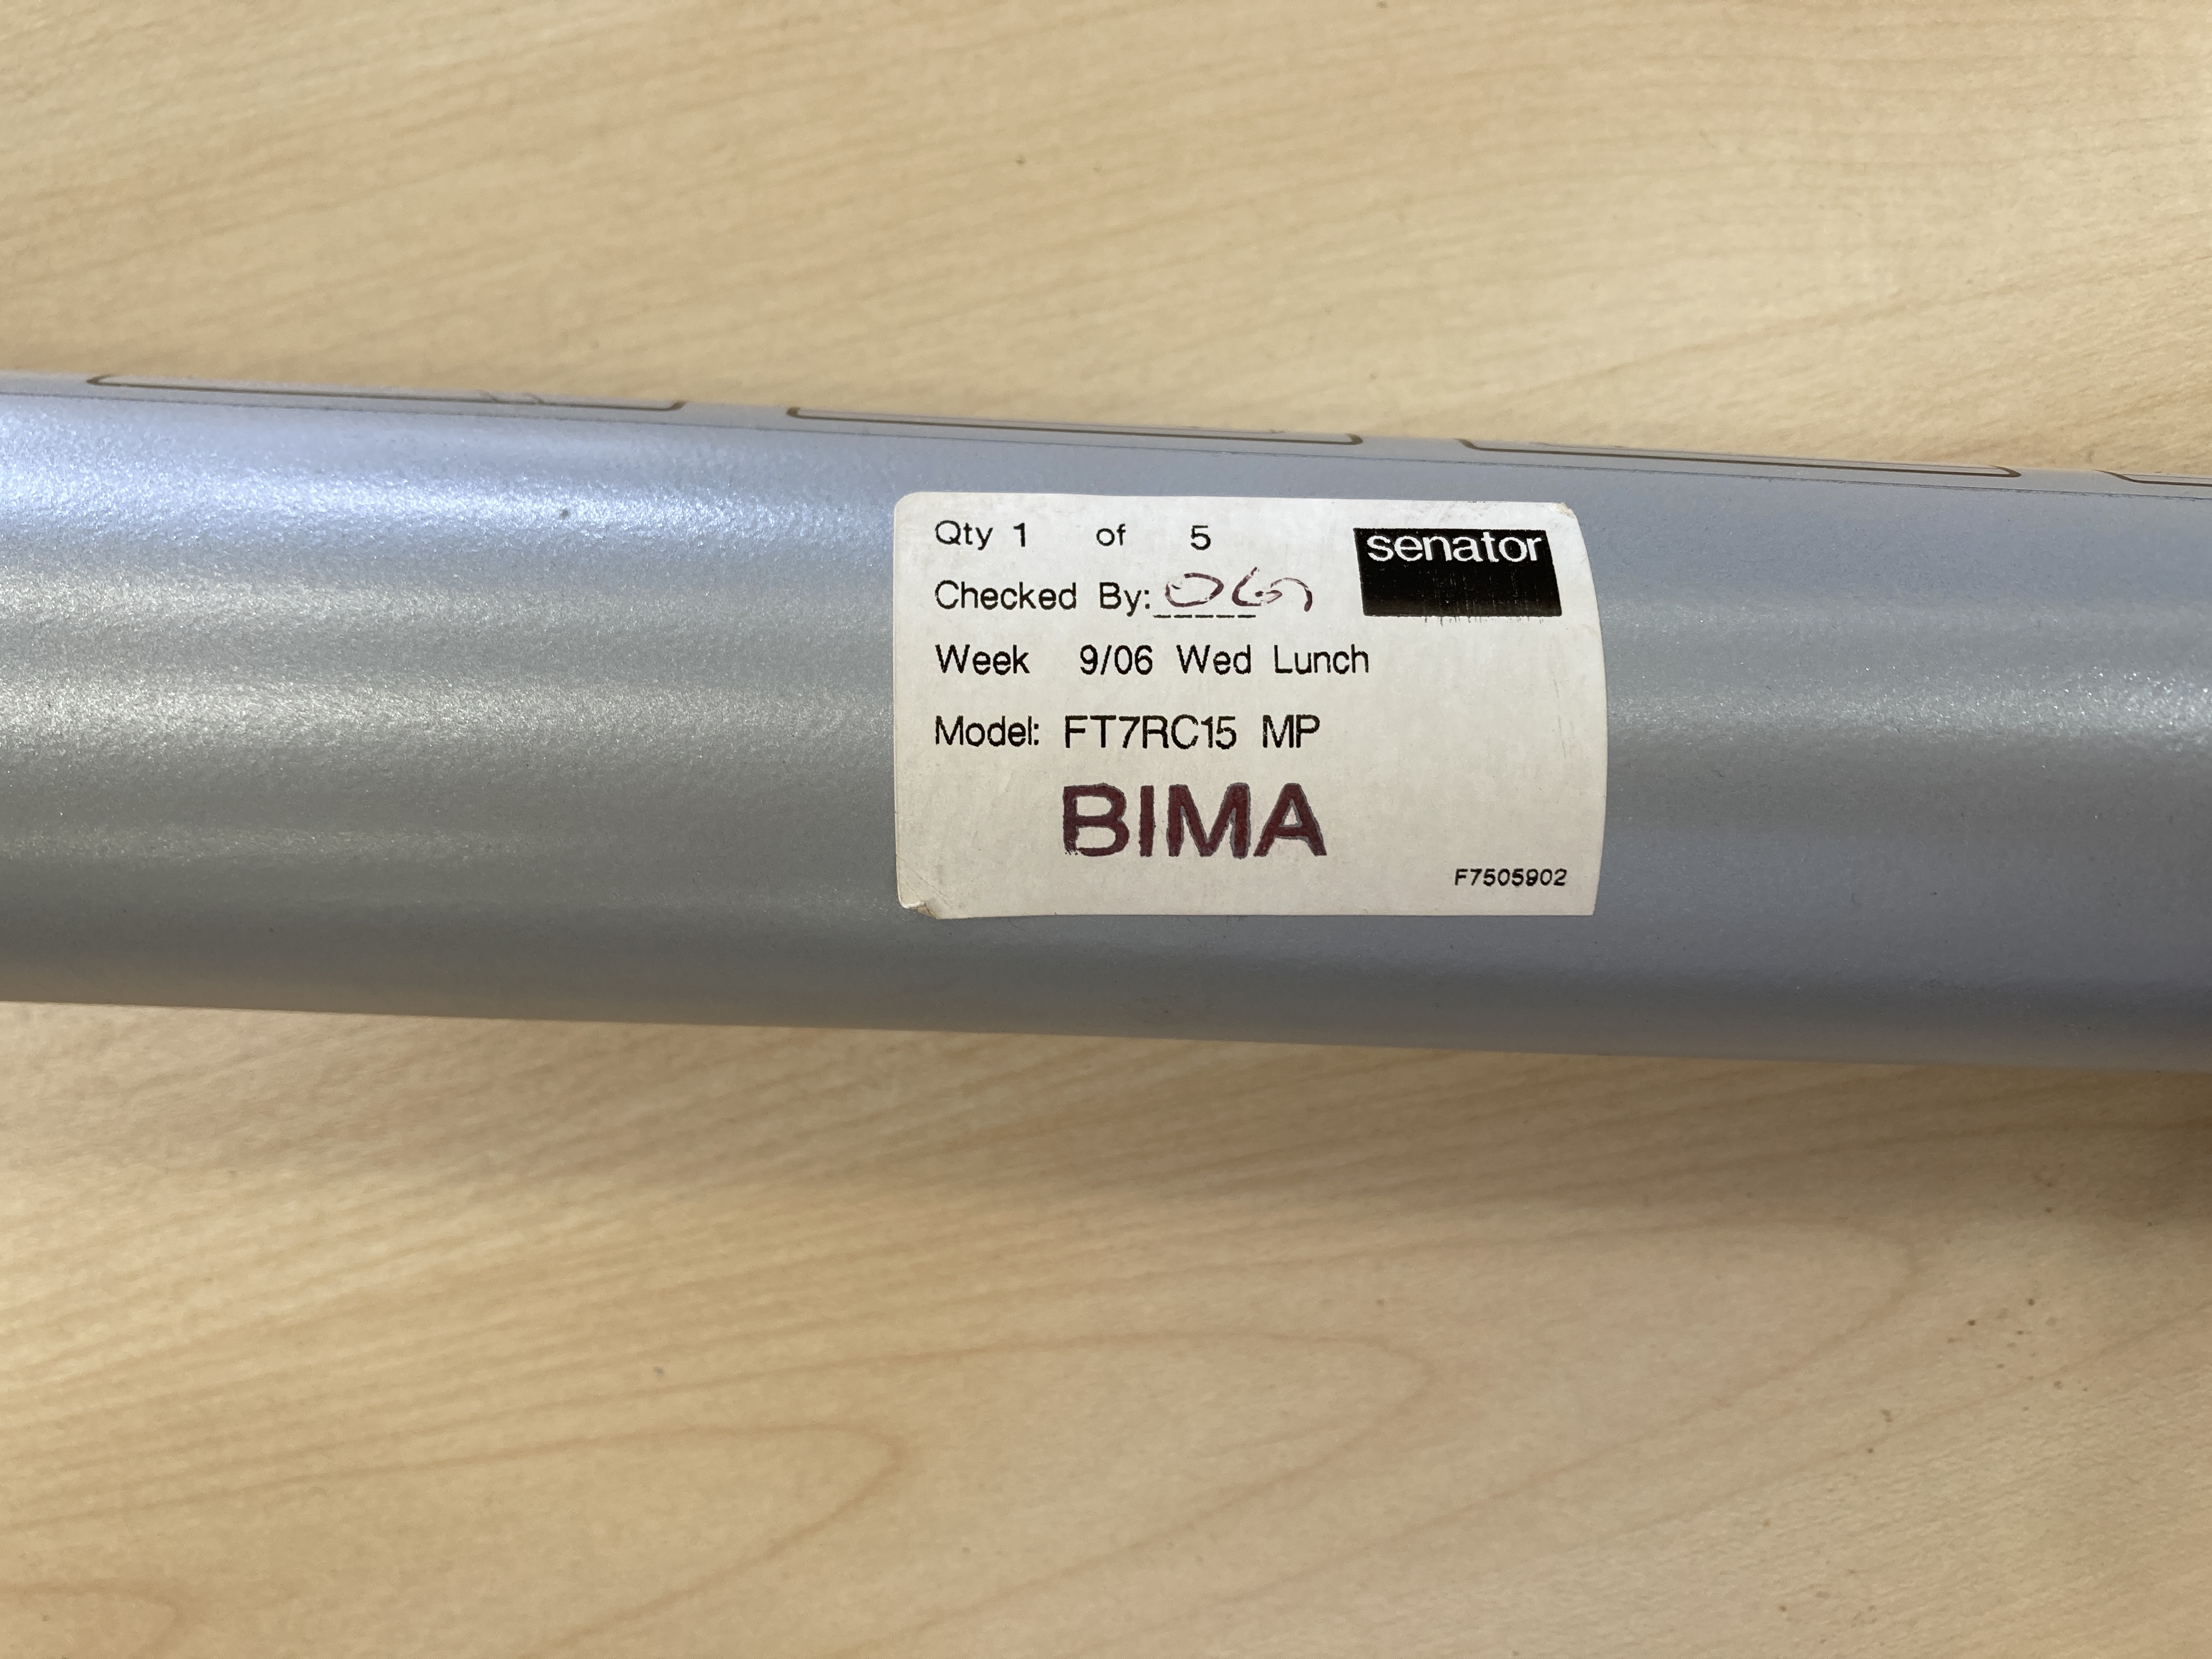 Qty 1 of 5
senator
Checked By:
Week 9/06 Wed Lunch
Model: FT7RC15 MP
BIMA
F7505902